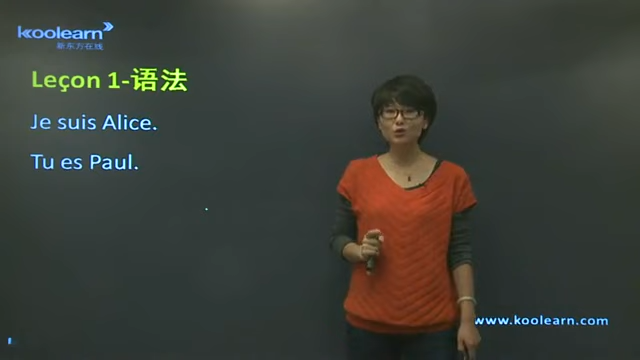 koolearn
新东方在线
Leçon 1-语法
Je suis Alice.
Tu es Paul.
www.koolearn.com